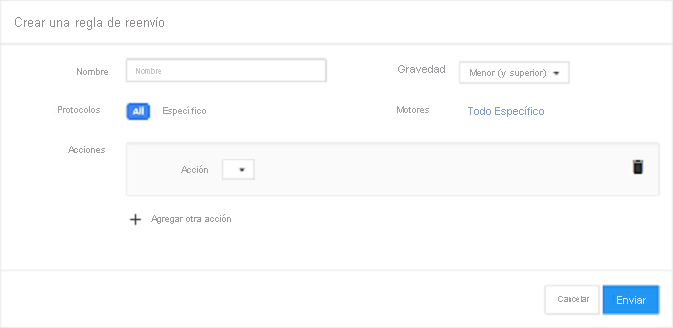 Crear una regla de reenvío
Nombre Nombre Gravedad Menor (y superior)
Protocolos All Específico Motores Todo Específico
Acciones
Acción
Agregar otra acción
Cancelar Enviar